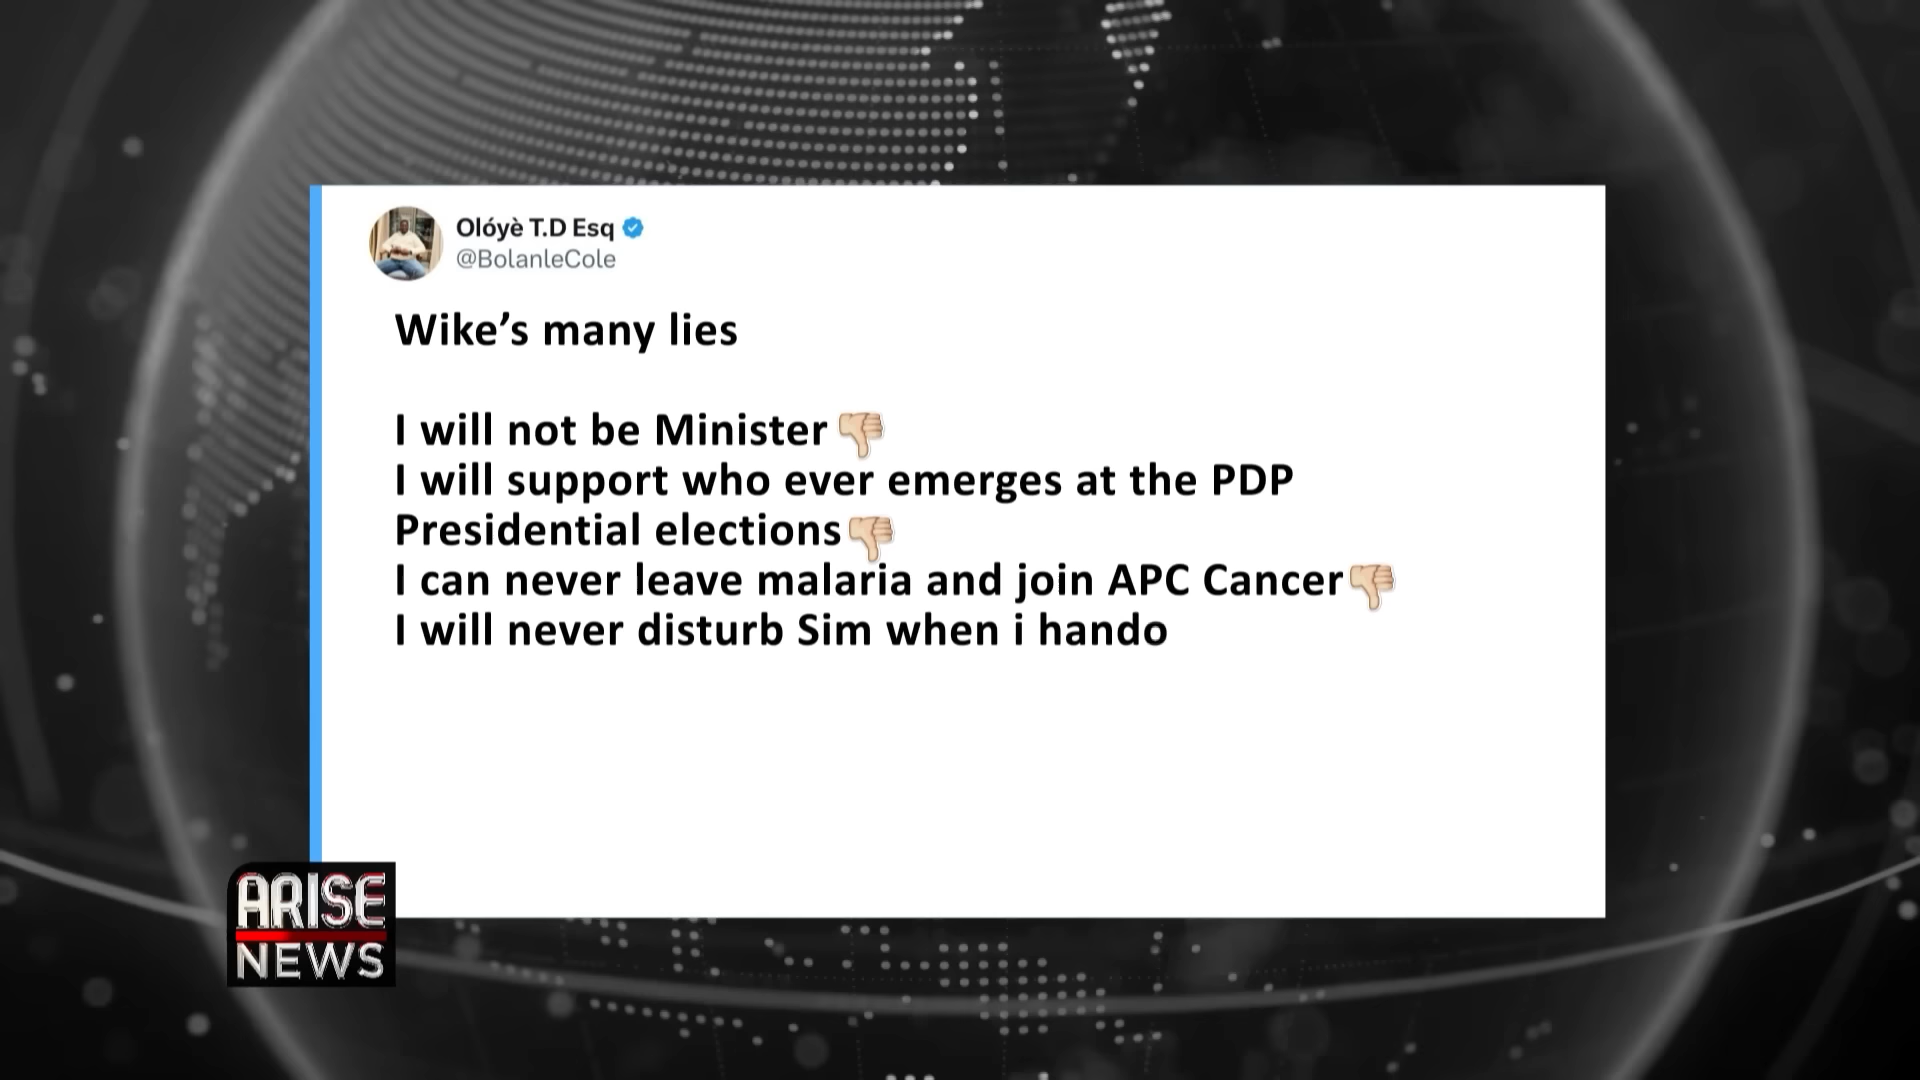 Olóyè T.D Esq
@BolanleCole
Wike's many lies
I will not be Minister👎🏼
I will support who ever emerges at the PDP
Presidential elections👎🏼
I can never leave malaria and join APC Cancer👎🏼
I will never disturb Sim when i hando
ARISE
NEWS